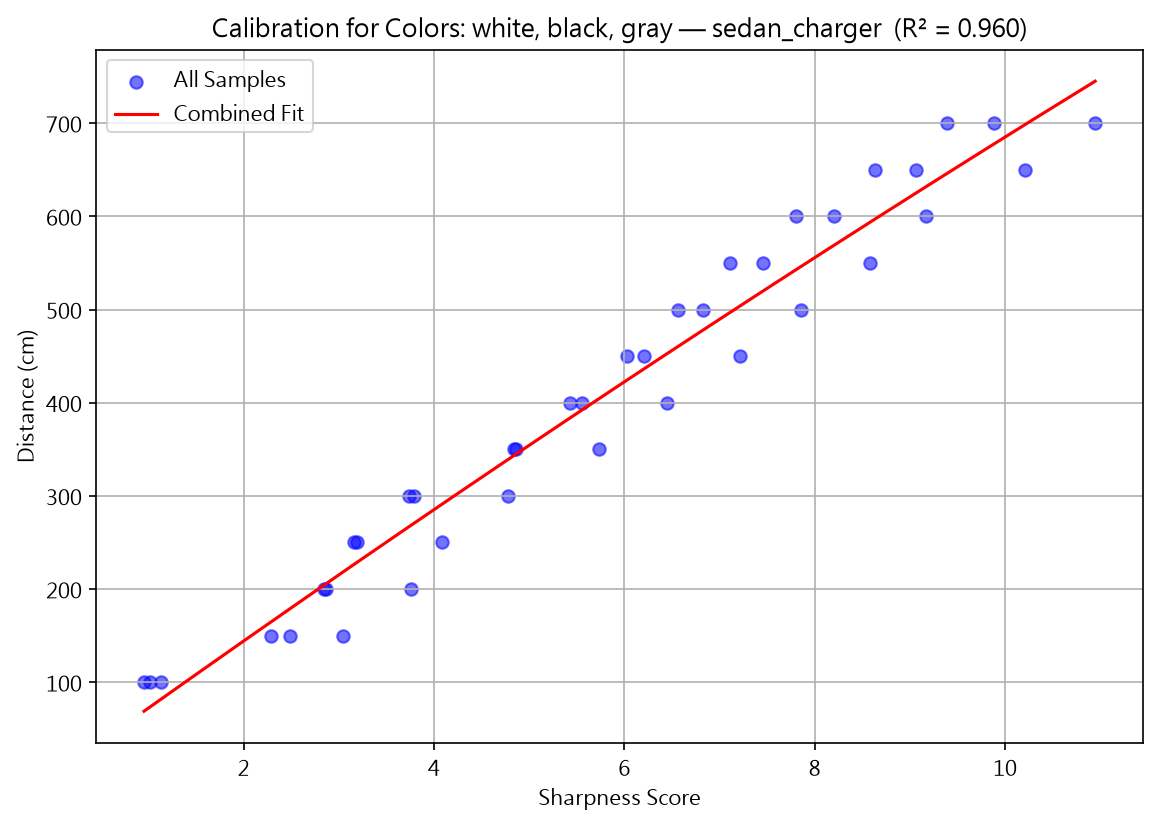 Calibration for Colors: white, black, gray — sedan_charger (R² = 0.960)
All Samples
Combined Fit
700
600
500
400
300
200
100
Distance (cm)
2 4 6 8 10
Sharpness Score